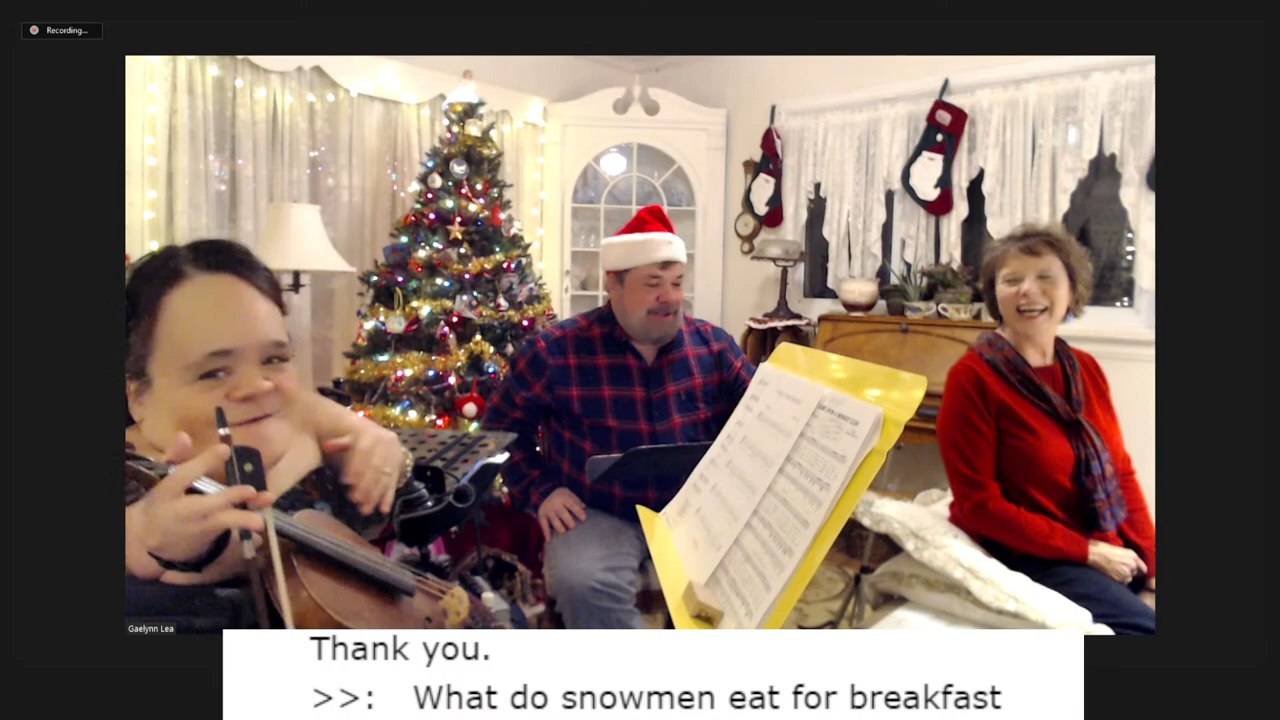 Recording...
Gaelynn Lea
Thank you.
>>: What do snowmen eat for breakfast